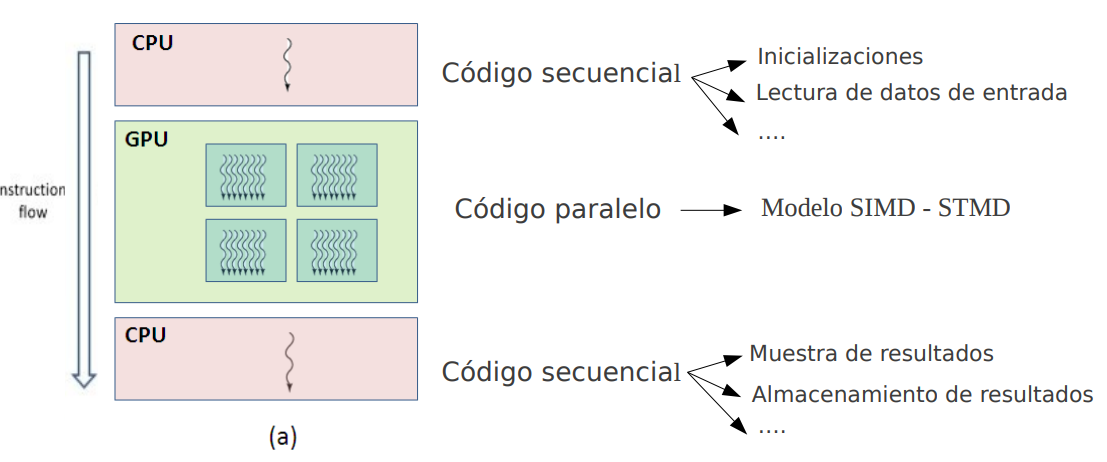 CPU
Código secuencial
Inicializaciones
Lectura de datos de entrada
....
GPU
nstruction
flow
Código paralelo
Modelo SIMD - STMD
CPU
Código secuencial
Muestra de resultados
Almacenamiento de resultados
....
(a)